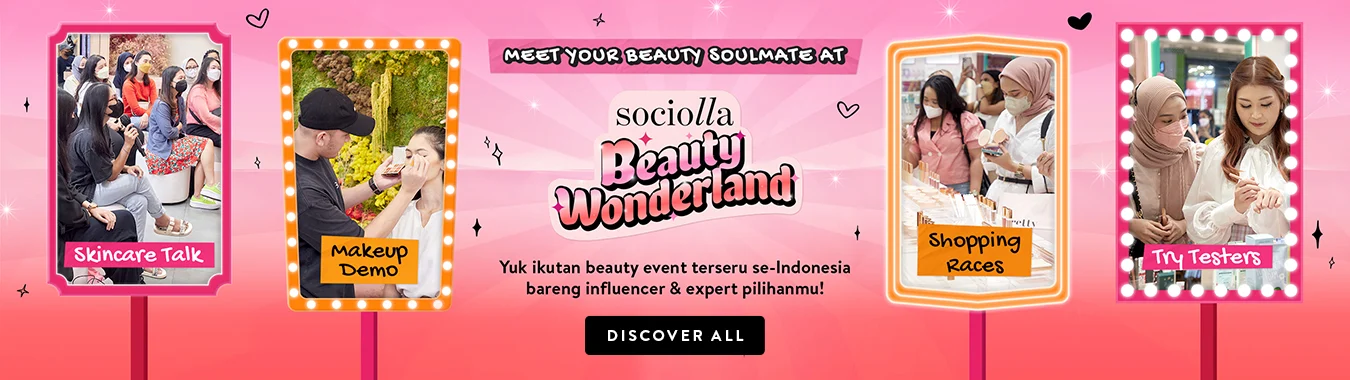 MEET YOUR BEAUTY SOULMATE AT
sociolla
Beauty
Wonderland
Yuk ikutan beauty event terseru se-Indonesia
bareng influencer & expert pilihanmu!
DISCOVER ALL
Skincare Talk
Makeup
Demo
Shopping
Races
Try Testers